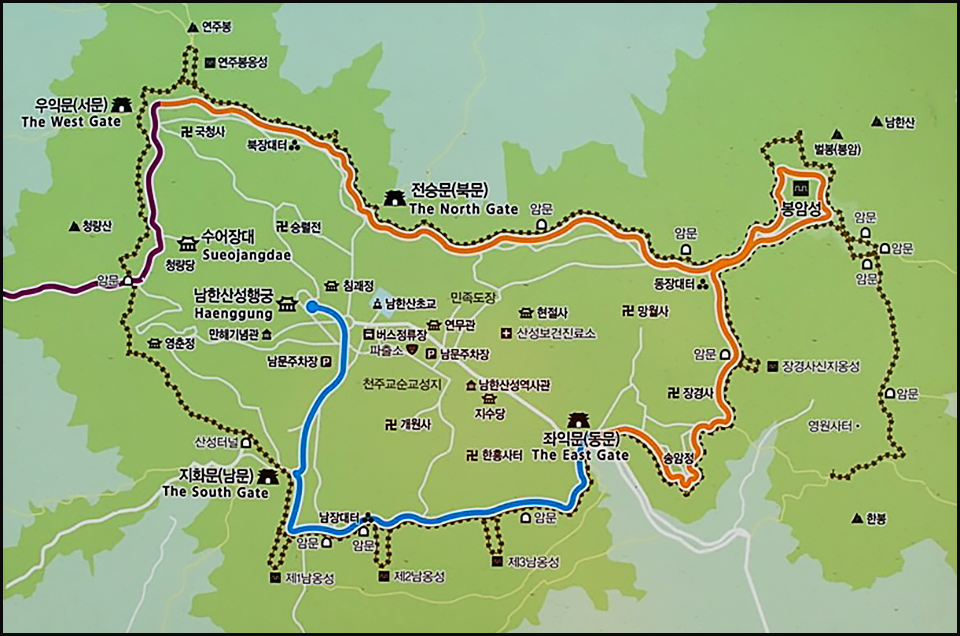 연주봉
연주봉옹성
우익문(서문)
The West Gate
국청사
북장대터
남한산
벌봉(봉암)
봉암성
전승문(북문)
The North Gate
암문
암문
암문
암문
암문
청량산
수어장대
Sueojangdae
청량당
숭렬전
암문
동장대터
남한산성행궁
Haenggung
침괘정
남한산초교
민족도장
연무관
현절사
망월사
만해기념관
버스정류장
산성보건진료소
영춘정
파출소
남문주차장
남문주차장
암문
장경사신지옹성
천주교순교성지
남한산성역사관
지수당
장경사
암문
개원사
영원사터
좌익문(동문)
The East Gate
산성터널
한흥사터
송암정
지화문(남문)
The South Gate
남장대터
암문
암문
암문
한봉
제1남옹성
제2남옹성
제3남옹성